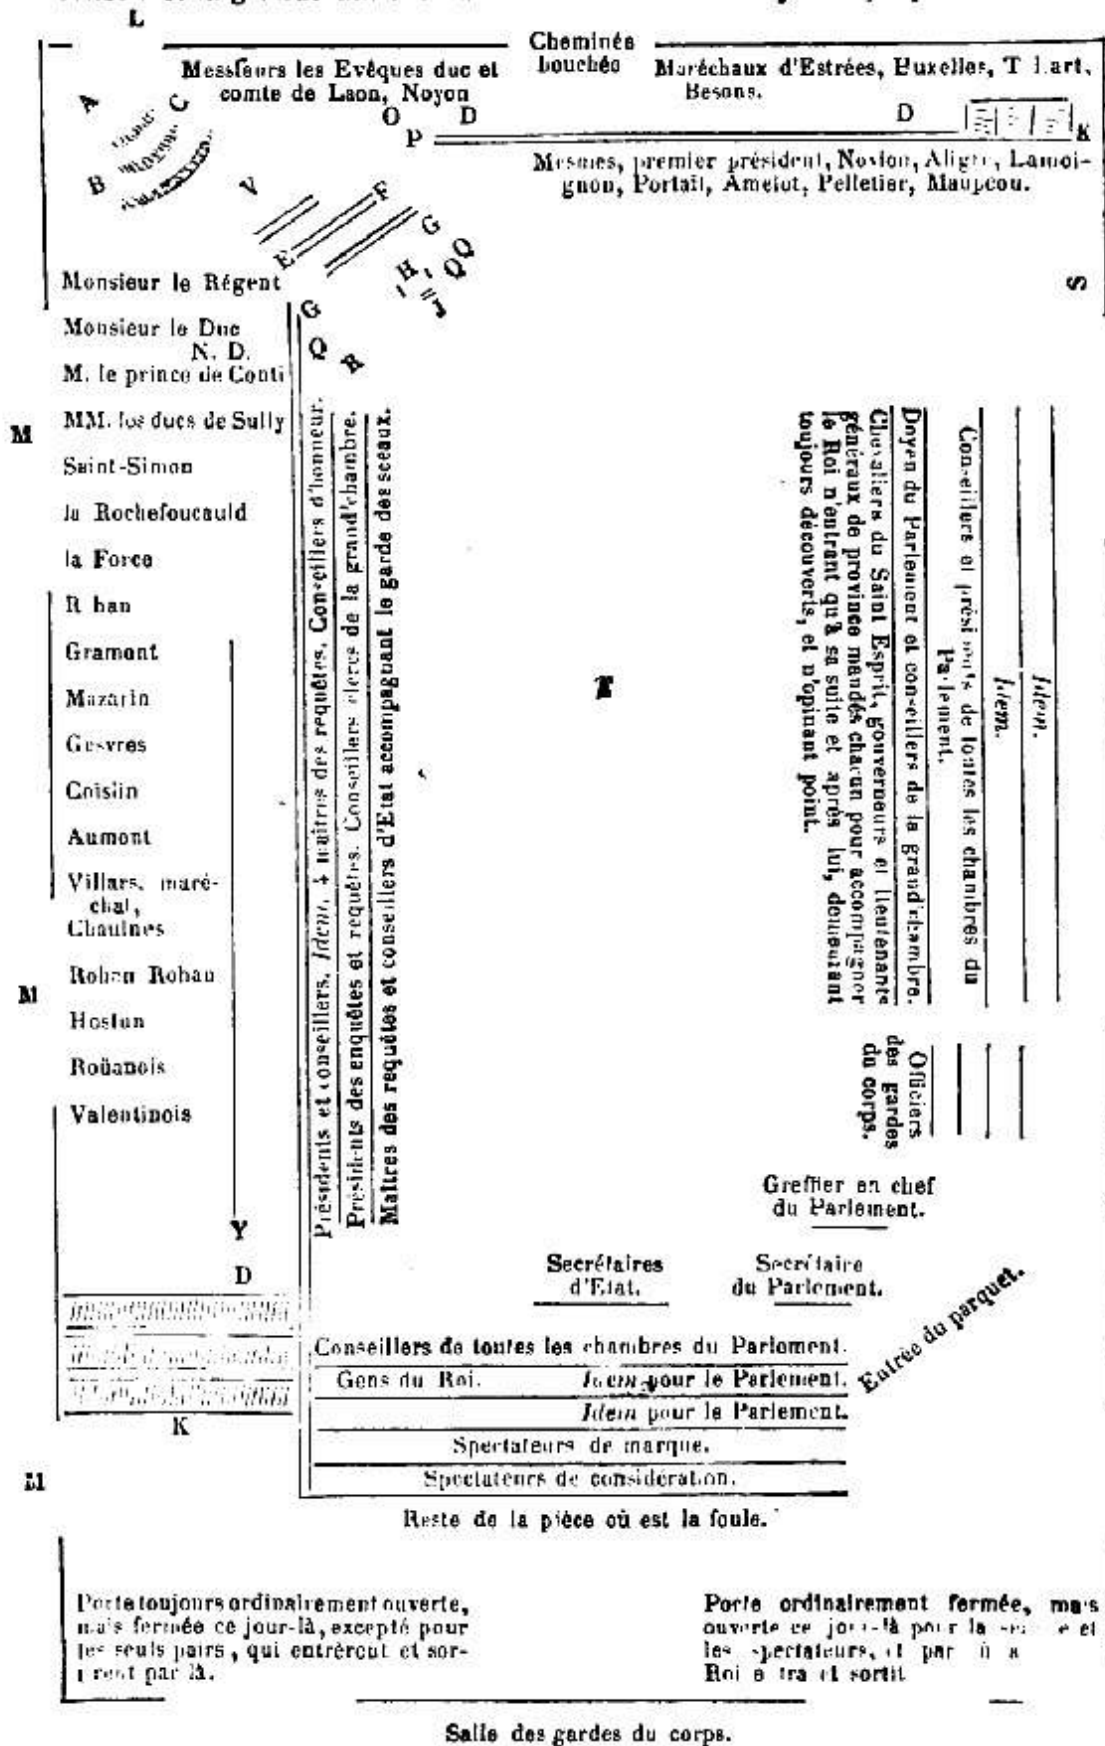 L
Cheminée
bouchée
Messieurs les Evêques duc et
comte de Laon, Noyon
Maréchaux d'Estrées, Huxelles,
Besons.
A
C
B
O
D
P
D
K
Mesmes, premier président, Novion, Aligre, Lamoi-
gnon, Portail, Amelot, Pelletier, Maupeou.
V
F
E
G
H
I
J
Q
Q
S
Monsieur le Régent
G
Monsieur le Duc
N. D.
Q
R
M. le prince de Conti
M
MM. les ducs de Sully
Saint-Simon
la Rochefoucauld
la Force
R han
Gramont
Mazarin
Gesvres
Coislin
Aumont
Villars, maré-
chal,
Chaulnes
Rohan Rohan
M
Hostun
Roüanois
Valentinois
Y
D
K
M
Présidents et conseillers. Idem. 4 maîtres des requêtes. Conseillers d'honneur.
Présidents des enquêtes et requêtes. Conseillers clercs de la grand'chambre.
Maîtres des requêtes et conseillers d'Etat accompagnant le garde des sceaux.
T
Idem.
Idem.
Conseillers et présidents de toutes les chambres du
Parlement.
Doyen du Parlement et conseillers de la grand'chambre.
Chevaliers du Saint Esprit, gouverneurs et lieutenants
généraux de province mandés chacun pour accompagner
le Roi n'entrant qu'à sa suite et après lui, demeurant
toujours découverts, et n'opinant point.
Officiers
des gardes
du corps.
Greffier en chef
du Parlement.
Secrétaires
d'Etat.
Secrétaire
du Parlement.
Entrée du parquet.
Conseillers de toutes les chambres du Parlement.
Gens du Roi. Idem pour le Parlement.
Idem pour le Parlement.
Spectateurs de marque.
Spectateurs de considération.
Reste de la pièce où est la foule.
Porte toujours ordinairement ouverte,
mais fermée ce jour-là, excepté pour
les seuls pairs, qui entrèrent et sor-
tirent par là.
Porte ordinairement fermée, mais
ouverte ce jour-là pour la et
les spectateurs, et par
Roi entra et sortit
Salle des gardes du corps.